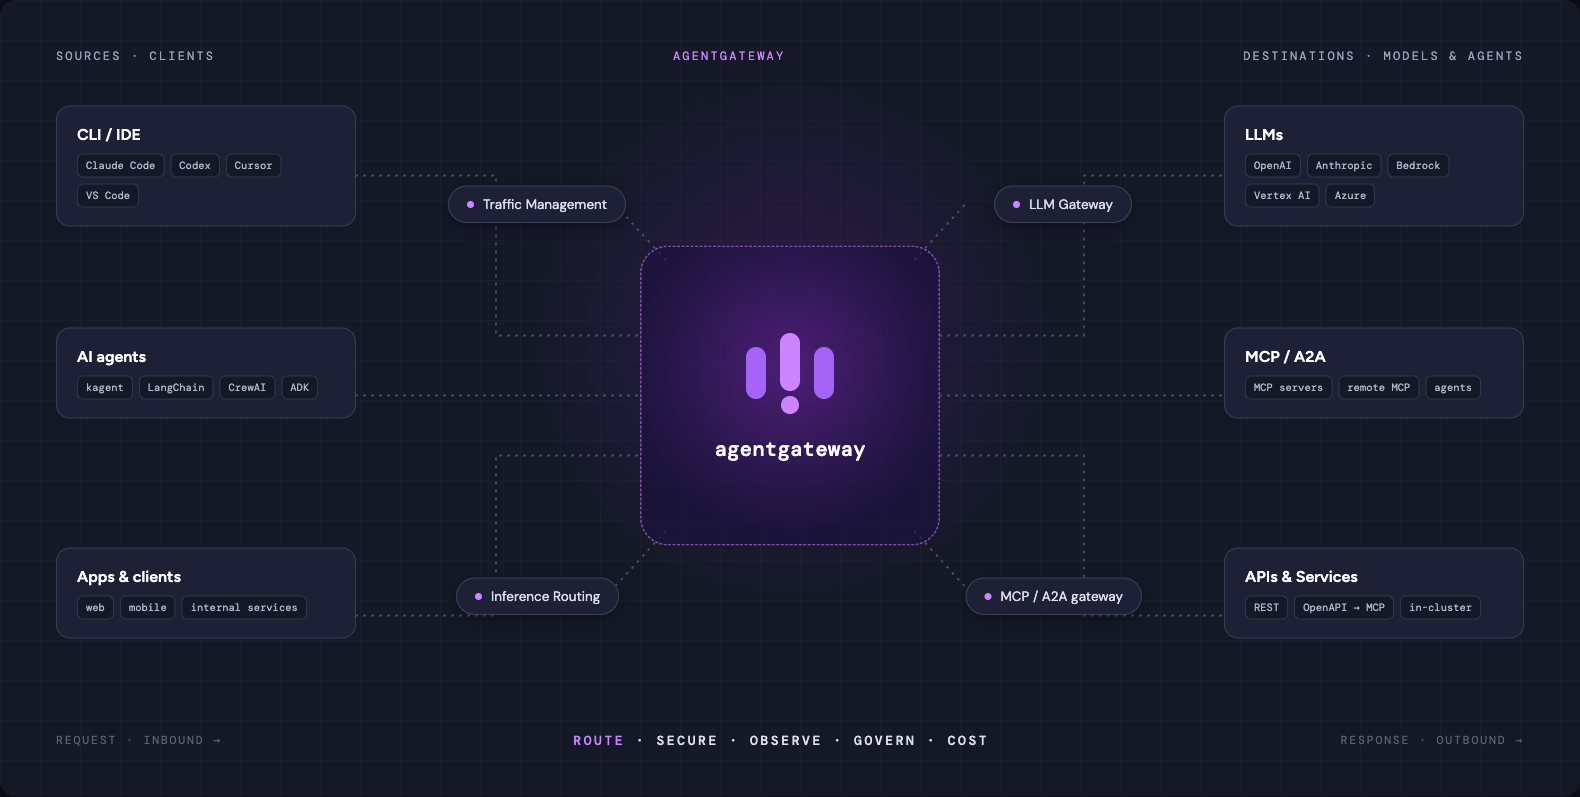 SOURCES · CLIENTS
AGENTGATEWAY
DESTINATIONS · MODELS & AGENTS
CLI / IDE
Claude Code Codex Cursor
VS Code
AI agents
kagent LangChain CrewAI ADK
Apps & clients
web mobile internal services
Traffic Management
Inference Routing
agentgateway
LLM Gateway
MCP / A2A gateway
LLMs
OpenAI Anthropic Bedrock
Vertex AI Azure
MCP / A2A
MCP servers remote MCP agents
APIs & Services
REST OpenAPI → MCP in-cluster
REQUEST · INBOUND →
ROUTE · SECURE · OBSERVE · GOVERN · COST
RESPONSE · OUTBOUND →